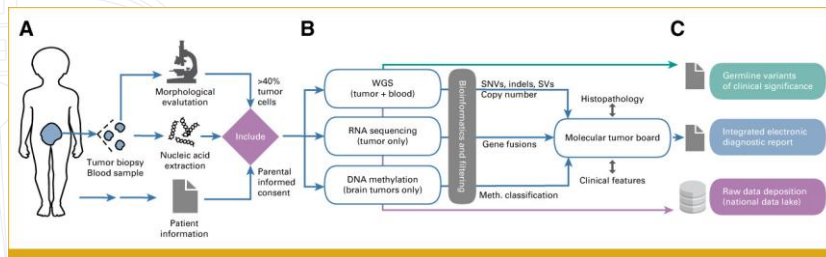 A
B
C
Morphological
evalutation
>40%
tumor
cells
Tumor biopsy
Blood sample
Nucleic acid
extraction
Include
Patient
information
Parental
informed
consent
WGS
(tumor + blood)
RNA sequencing
(tumor only)
DNA methylation
(brain tumors only)
Bioinformatics and filtering
SNVs, indels, SVs
Copy number
Gene fusions
Meth. classification
Histopathology
Molecular tumor board
Clinical features
Germline variants
of clinical significance
Integrated electronic
diagnostic report
Raw data deposition
(national data lake)